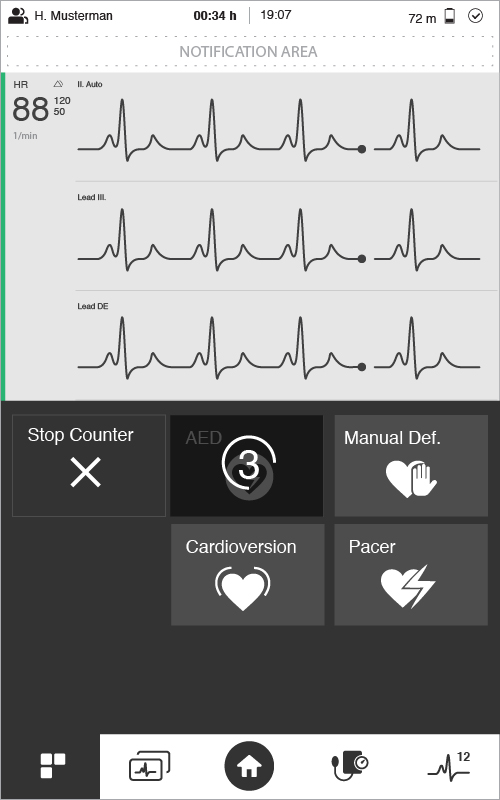 H. Musterman 00:34 h 19:07 72 m
NOTIFICATION AREA
HR II. Auto
88 120
50
1/min
Lead III.
Lead DE
Stop Counter AED Manual Def.
3
Cardioversion Pacer
12